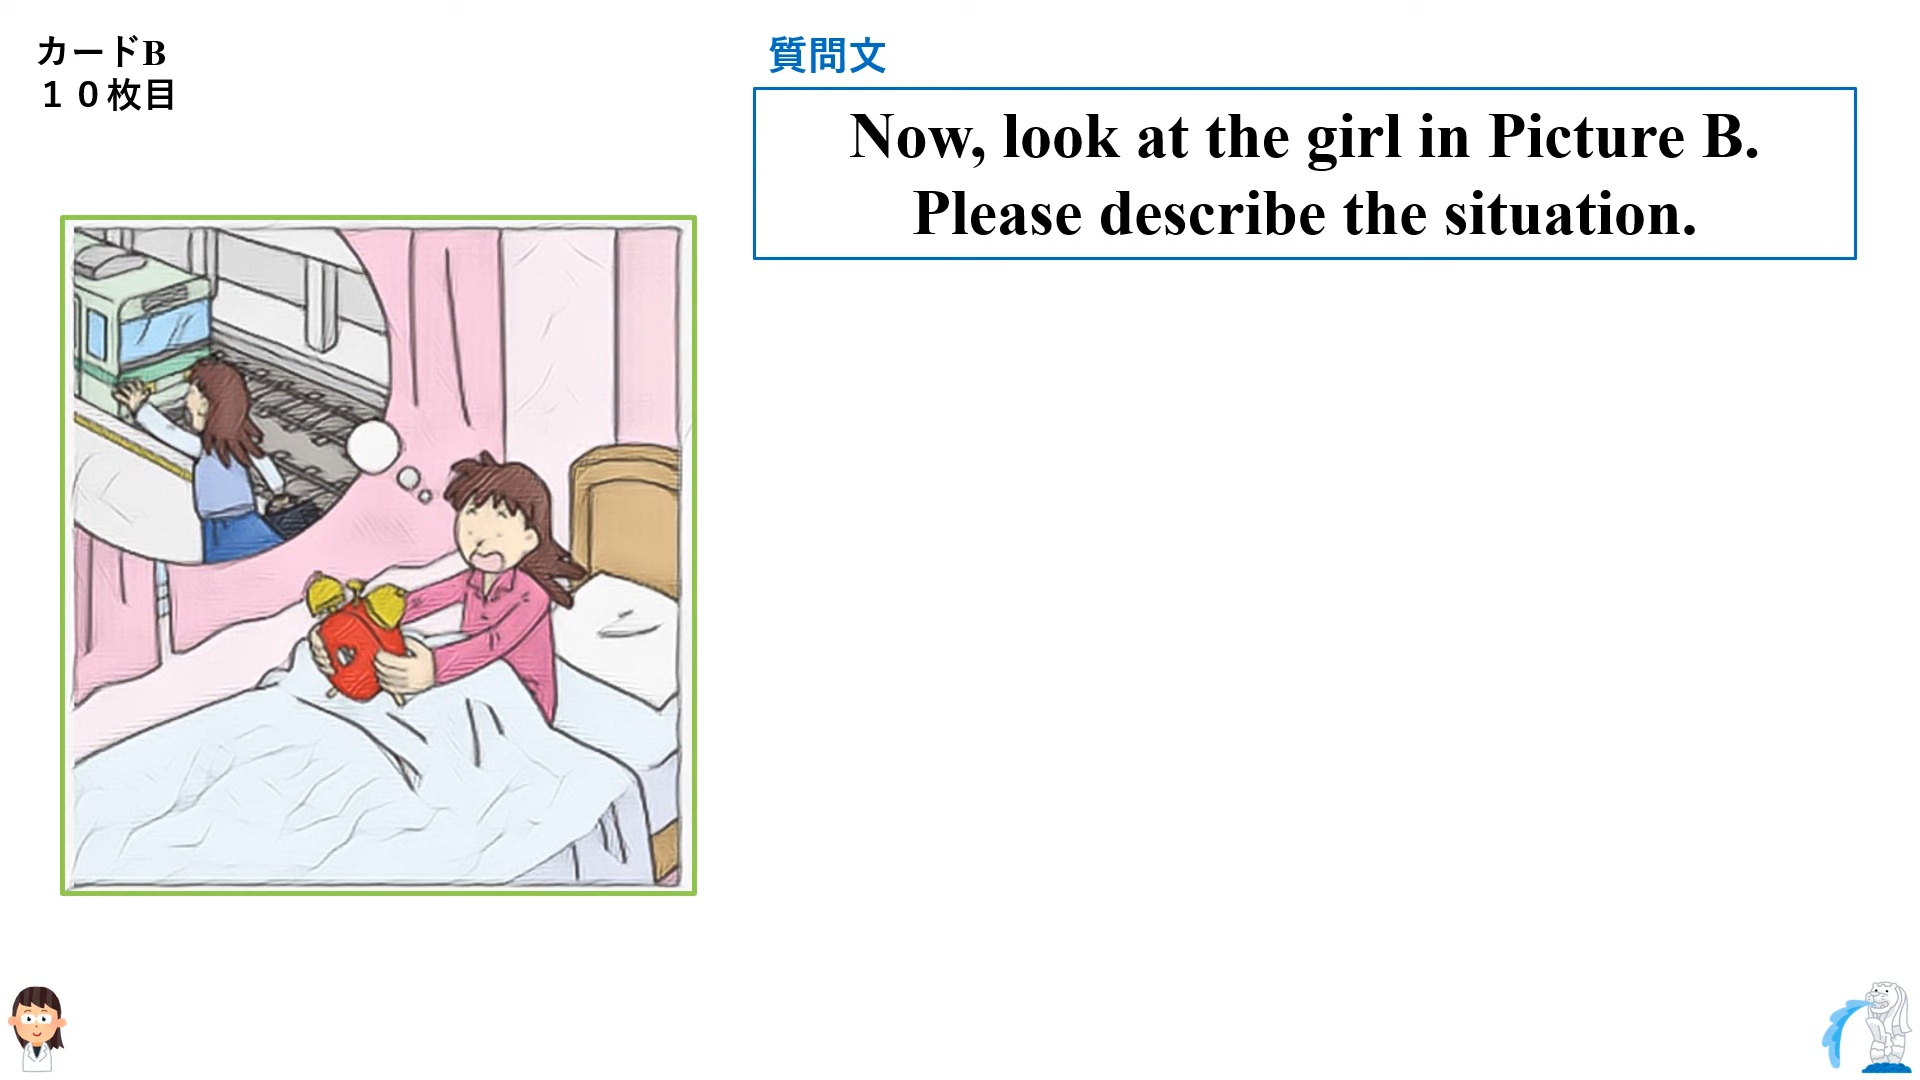 カードB
１０枚目
質問文
Now, look at the girl in Picture B.
Please describe the situation.